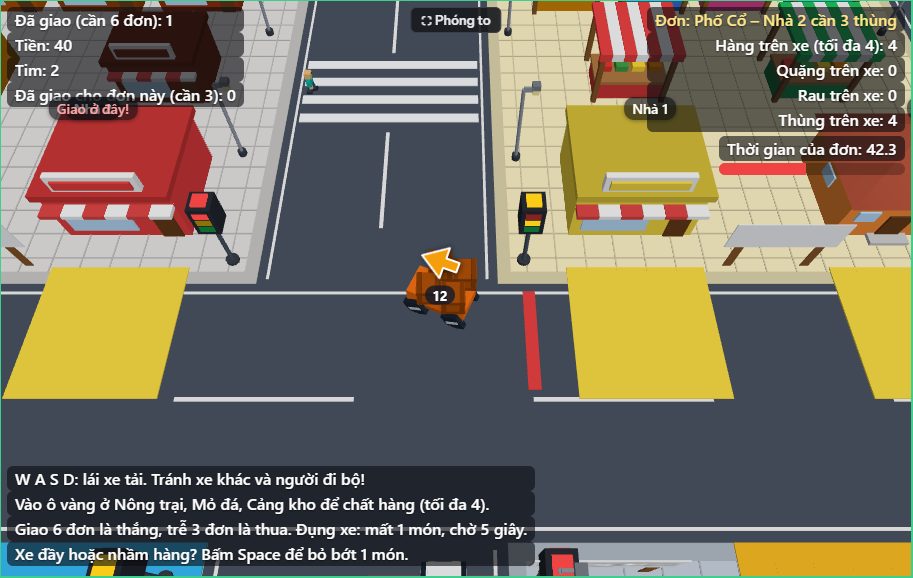 Đã giao (cần 6 đơn): 1
Tiền: 40
Tim: 2
Đã giao cho đơn này (cần 3): 0
Giao ở đây!
Phóng to
Đơn: Phố Cổ – Nhà 2 cần 3 thùng
Hàng trên xe (tối đa 4): 4
Quặng trên xe: 0
Rau trên xe: 0
Thùng trên xe: 4
Thời gian của đơn: 42.3
Nhà 1
12
W A S D: lái xe tải. Tránh xe khác và người đi bộ!
Vào ô vàng ở Nông trại, Mỏ đá, Cảng kho để chất hàng (tối đa 4).
Giao 6 đơn là thắng, trễ 3 đơn là thua. Đụng xe: mất 1 món, chờ 5 giây.
Xe đầy hoặc nhầm hàng? Bấm Space để bỏ bớt 1 món.